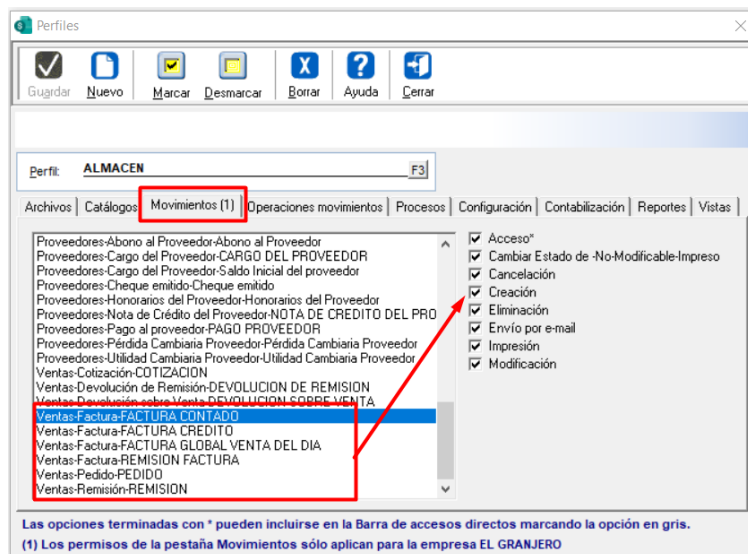 Perfiles
Guardar Nuevo Marcar Desmarcar Borrar Ayuda Cerrar
Perfil: ALMACEN F3
Archivos Catálogos Movimientos (1) Operaciones movimientos Procesos Configuración Contabilización Reportes Vistas
Proveedores-Abono al Proveedor-Abono al Proveedor
Proveedores-Cargo del Proveedor-CARGO DEL PROVEEDOR
Proveedores-Cargo del Proveedor-Saldo Inicial del proveedor
Proveedores-Cheque emitido-Cheque emitido
Proveedores-Honorarios del Proveedor-Honorarios del Proveedor
Proveedores-Nota de Crédito del Proveedor-NOTA DE CREDITO DEL PRO
Proveedores-Pago al proveedor-PAGO PROVEEDOR
Proveedores-Pérdida Cambiaria Proveedor-Pérdida Cambiaria Proveedor
Proveedores-Utilidad Cambiaria Proveedor-Utilidad Cambiaria Proveedor
Ventas-Cotización-COTIZACION
Ventas-Devolución de Remisión-DEVOLUCION DE REMISION
Ventas-Devolución sobre Venta-DEVOLUCION SOBRE VENTA
Ventas-Factura-FACTURA CONTADO
Ventas-Factura-FACTURA CREDITO
Ventas-Factura-FACTURA GLOBAL VENTA DEL DIA
Ventas-Factura-REMISION FACTURA
Ventas-Pedido-PEDIDO
Ventas-Remisión-REMISION
Acceso*
Cambiar Estado de -No-Modificable-Impreso
Cancelación
Creación
Eliminación
Envío por e-mail
Impresión
Modificación
Las opciones terminadas con * pueden incluirse en la Barra de accesos directos marcando la opción en gris.
(1) Los permisos de la pestaña Movimientos sólo aplican para la empresa EL GRANJERO